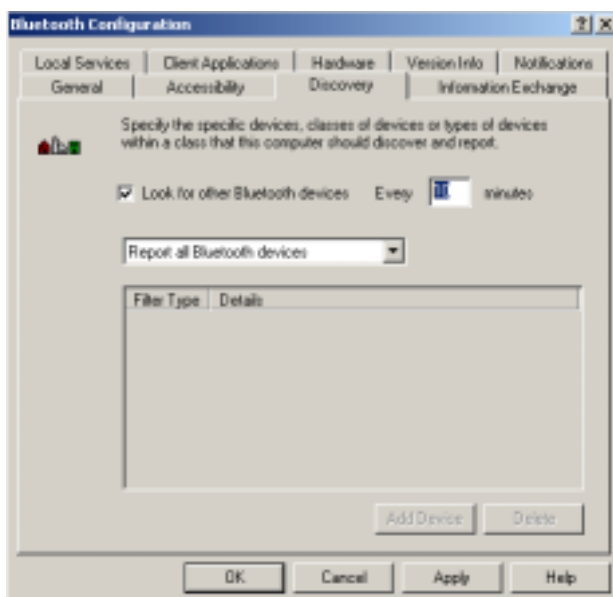 Bluetooth Configuration
Local Services Client Applications Hardware Version Info Notifications
General Accessibility Discovery Information Exchange
Specify the specific devices, classes of devices or types of devices
within a class that this computer should discover and report.
Look for other Bluetooth devices Every minutes
Report all Bluetooth devices
Filter Type Details
Add Device Delete
OK Cancel Apply Help